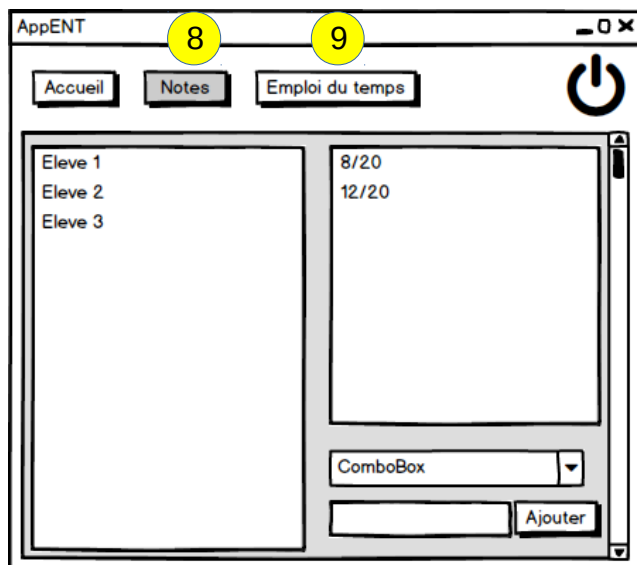 AppENT
8
9
Accueil Notes Emploi du temps
Eleve 1
Eleve 2
Eleve 3
8/20
12/20
ComboBox
Ajouter